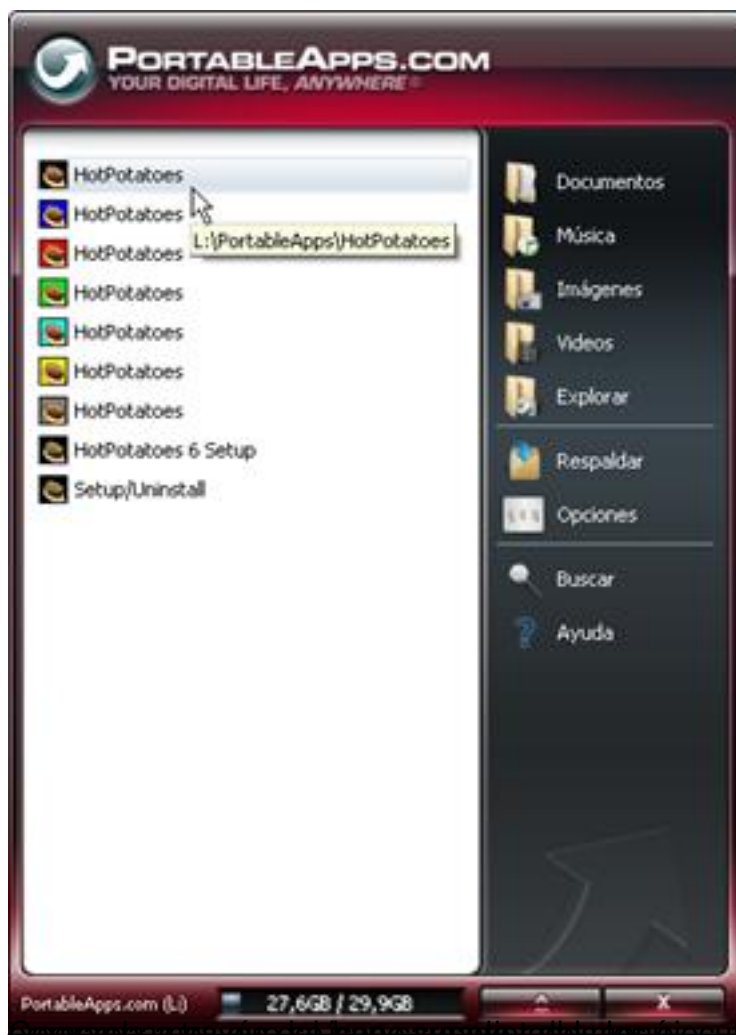 PORTABLEAPPS.COM
YOUR DIGITAL LIFE, ANYWHERE®
HotPotatoes
HotPotatoes
L:\PortableApps\HotPotatoes
HotPotatoes
HotPotatoes
HotPotatoes
HotPotatoes
HotPotatoes
HotPotatoes 6 Setup
Setup/Uninstall
Documentos
Música
Imágenes
Videos
Explorar
Respaldar
Opciones
Buscar
Ayuda
PortableApps.com (L:)
27,6GB / 29,9GB
X